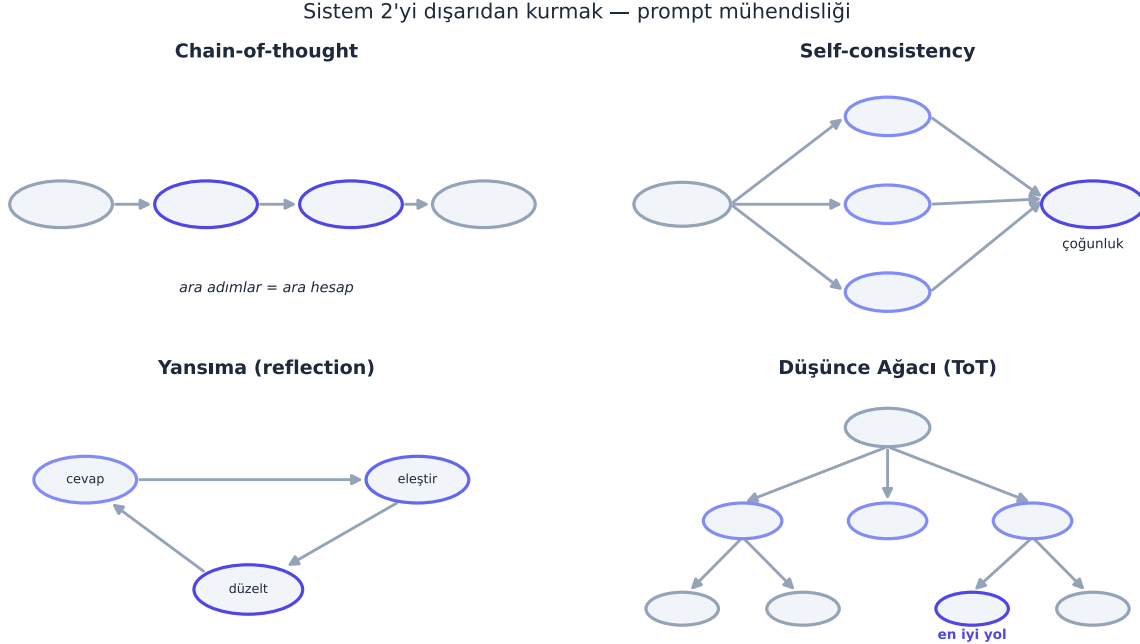 Sistem 2'yi dışarıdan kurmak — prompt mühendisliği
Chain-of-thought
Self-consistency
çoğunluk
ara adımlar = ara hesap
Yansıma (reflection)
Düşünce Ağacı (ToT)
cevap
eleştir
düzelt
en iyi yol